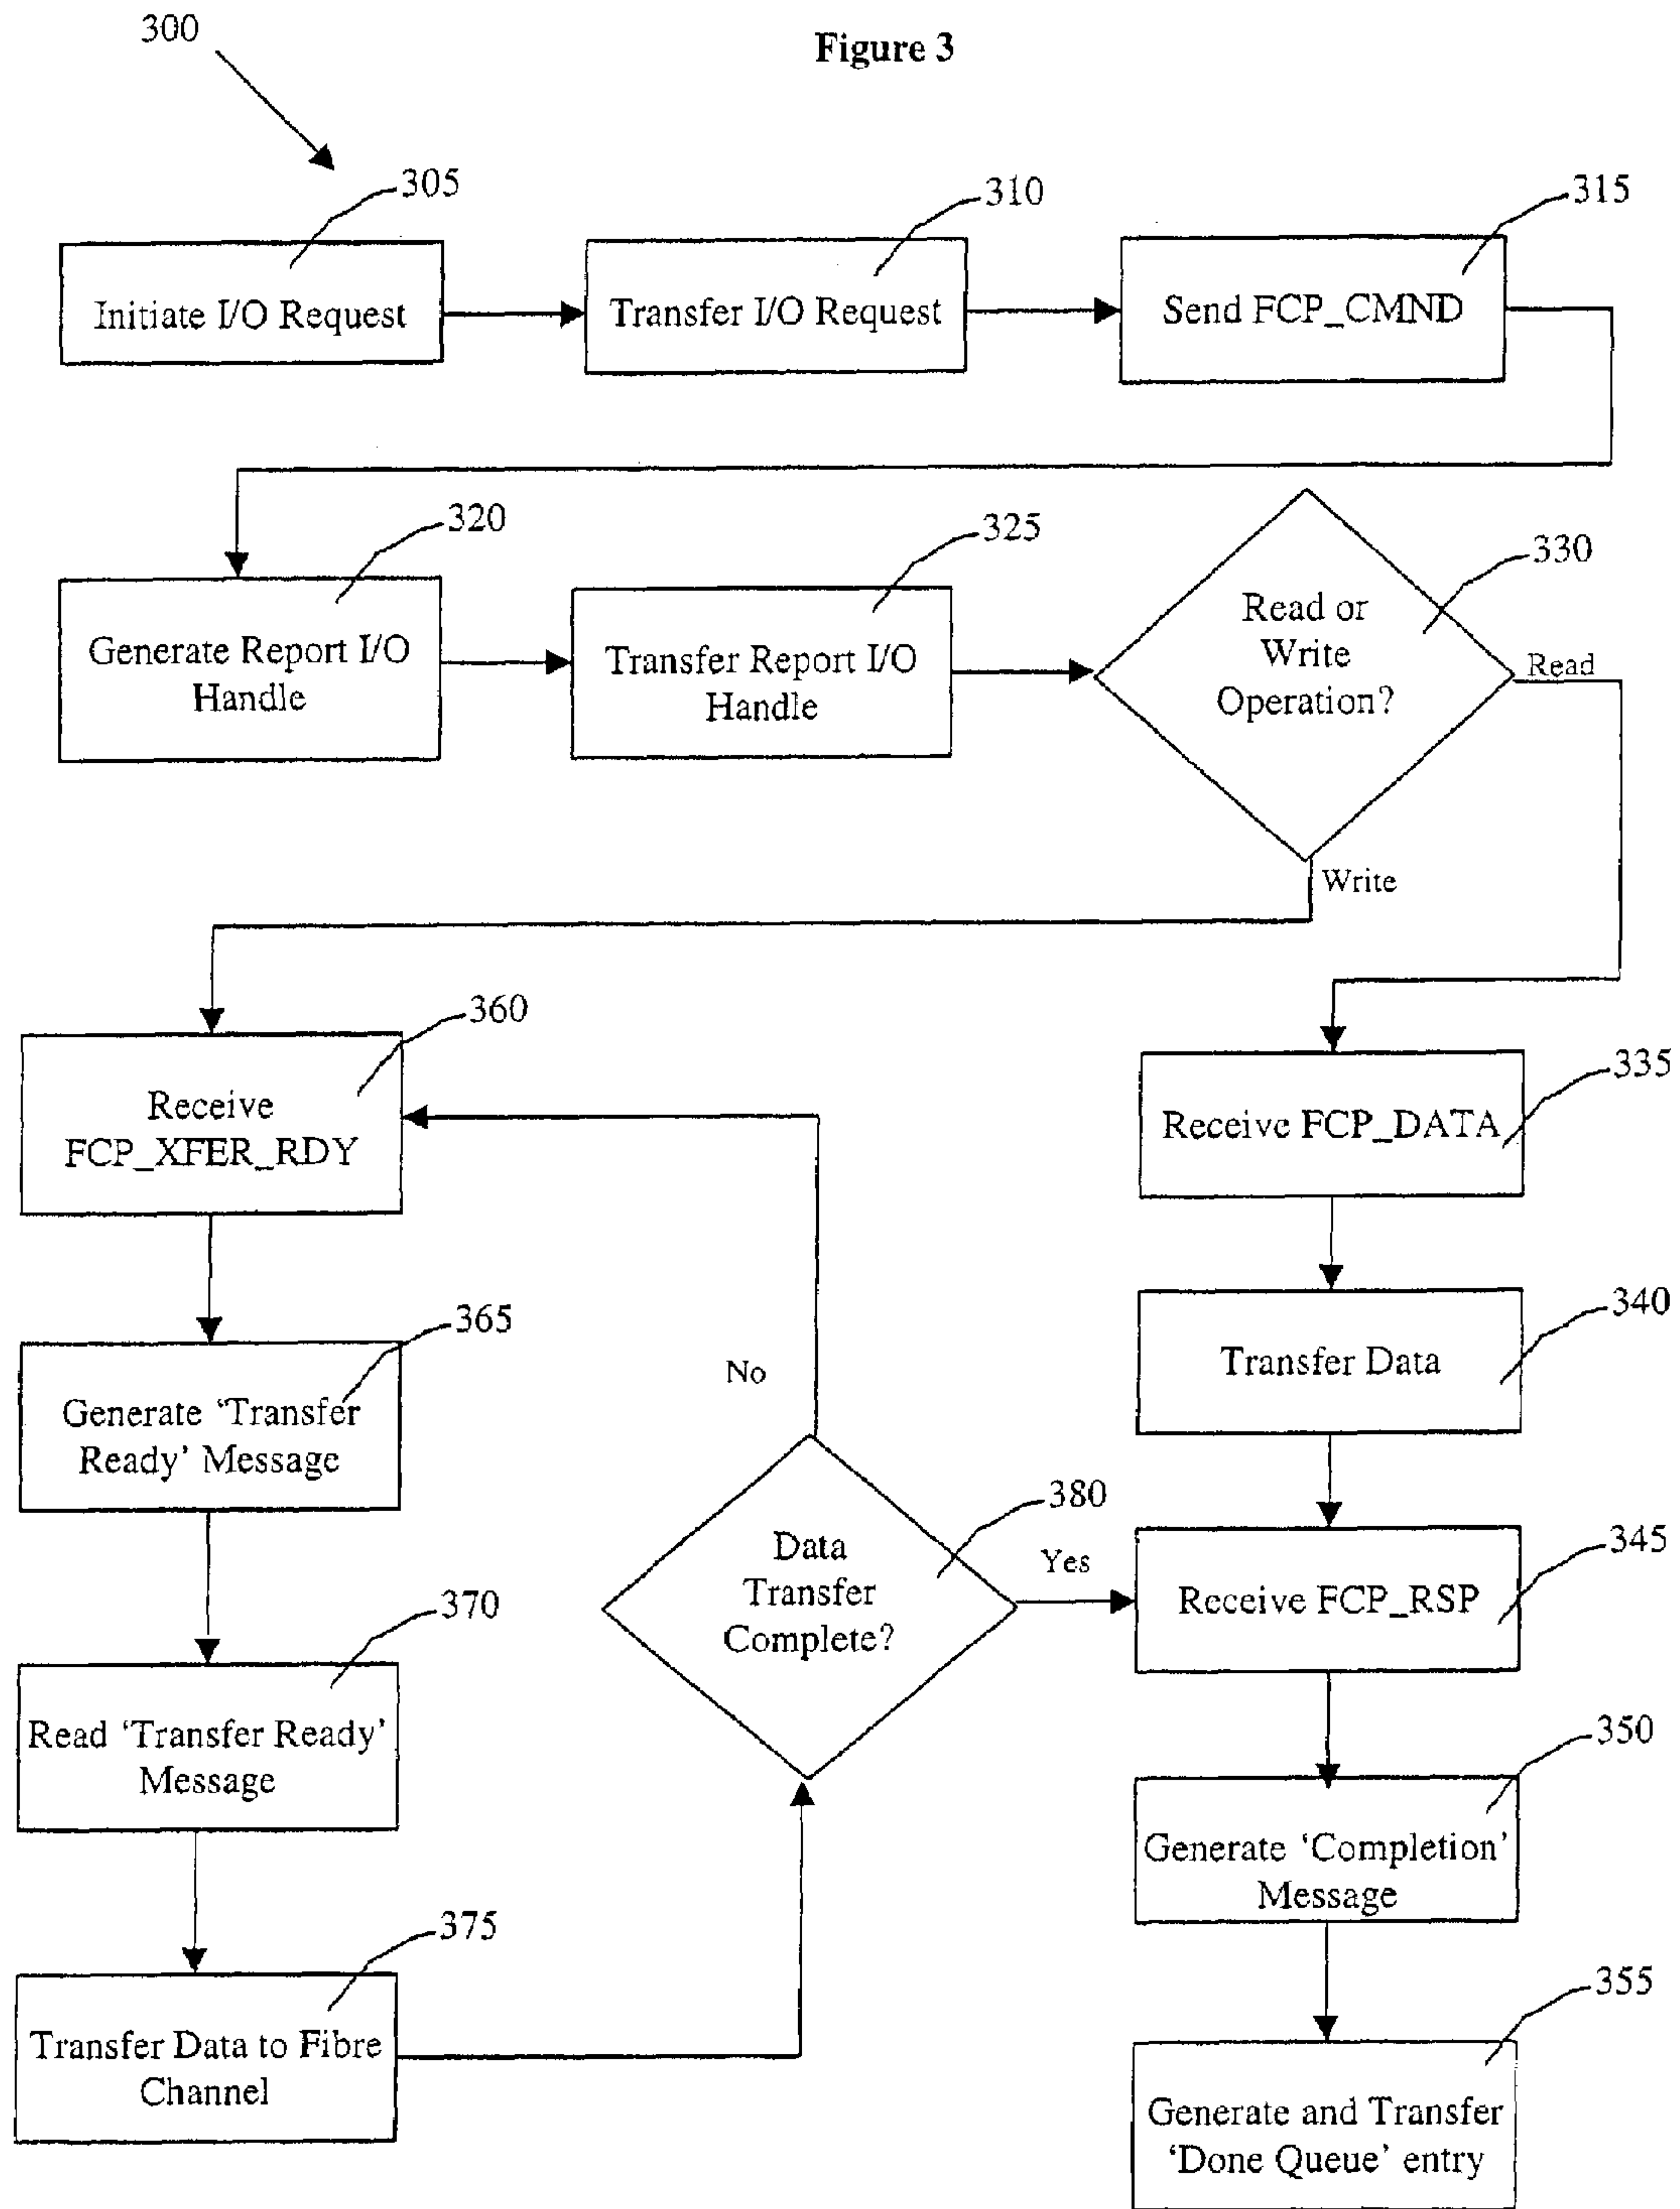 300
Figure 3
305
310
315
Initiate I/O Request
Transfer I/O Request
Send FCP_CMND
320
325
330
Generate Report I/O
Handle
Transfer Report I/O
Handle
Read or
Write
Operation?
Read
Write
360
335
Receive
FCP_XFER_RDY
Receive FCP_DATA
365
340
Generate ‘Transfer
Ready’ Message
No
Transfer Data
380
345
Data
Transfer
Complete?
Yes
Receive FCP_RSP
370
350
Read ‘Transfer Ready’
Message
Generate ‘Completion’
Message
375
355
Transfer Data to Fibre
Channel
Generate and Transfer
‘Done Queue’ entry